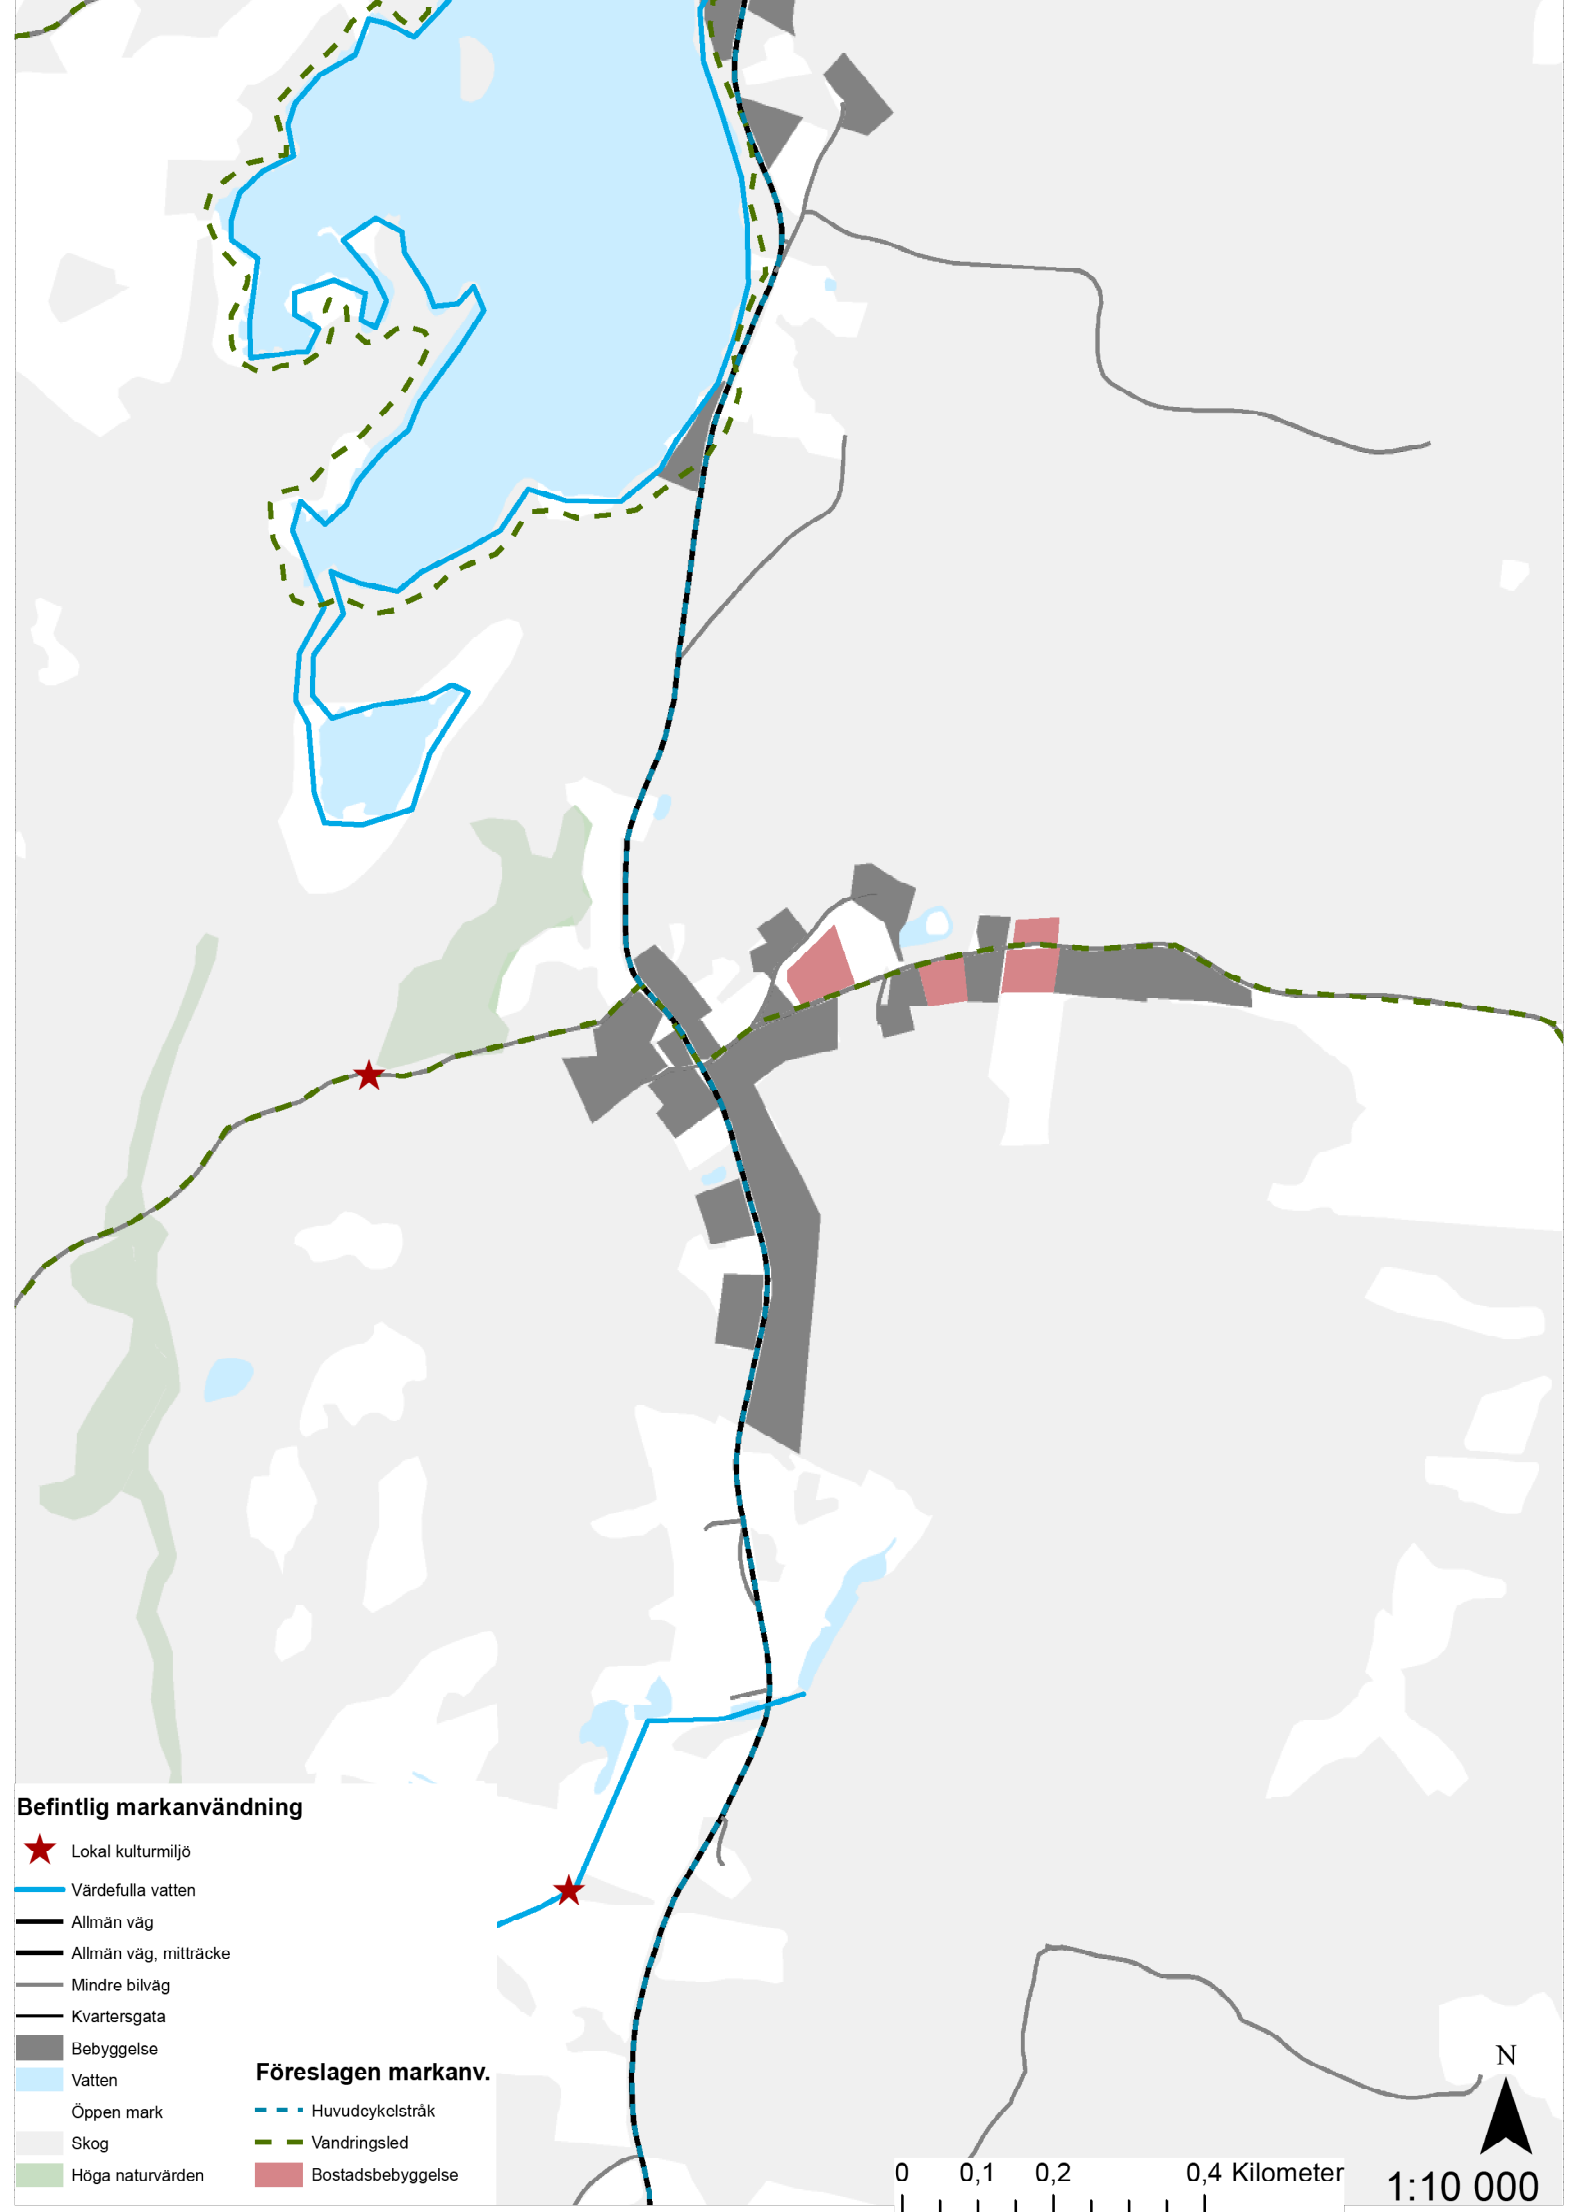 Befintlig markanvändning
Lokal kulturmiljö
Värdefulla vatten
Allmän väg
Allmän väg, mitträcke
Mindre bilväg
Kvartersgata
Bebyggelse
Vatten
Öppen mark
Skog
Höga naturvärden
Föreslagen markanv.
Huvudcykelstråk
Vandringsled
Bostadsbebyggelse
0 0,1 0,2 0,4 Kilometer
N
1:10 000